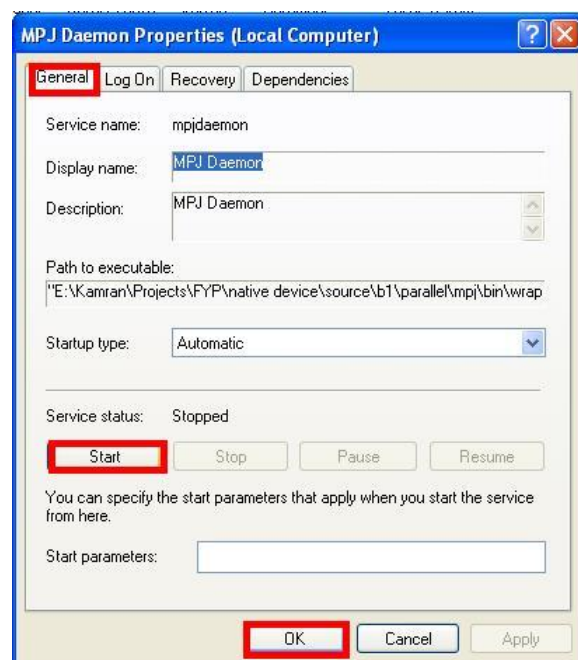 MPJ Daemon Properties (Local Computer)
General Log On Recovery Dependencies
Service name: mpjdaemon
Display name: MPJ Daemon
Description: MPJ Daemon
Path to executable:
"E:\Kamran\Projects\FYP\native device\source\b1\parallel\mpj\bin\wrap
Startup type: Automatic
Service status: Stopped
Start Stop Pause Resume
You can specify the start parameters that apply when you start the service
from here.
Start parameters:
OK Cancel Apply